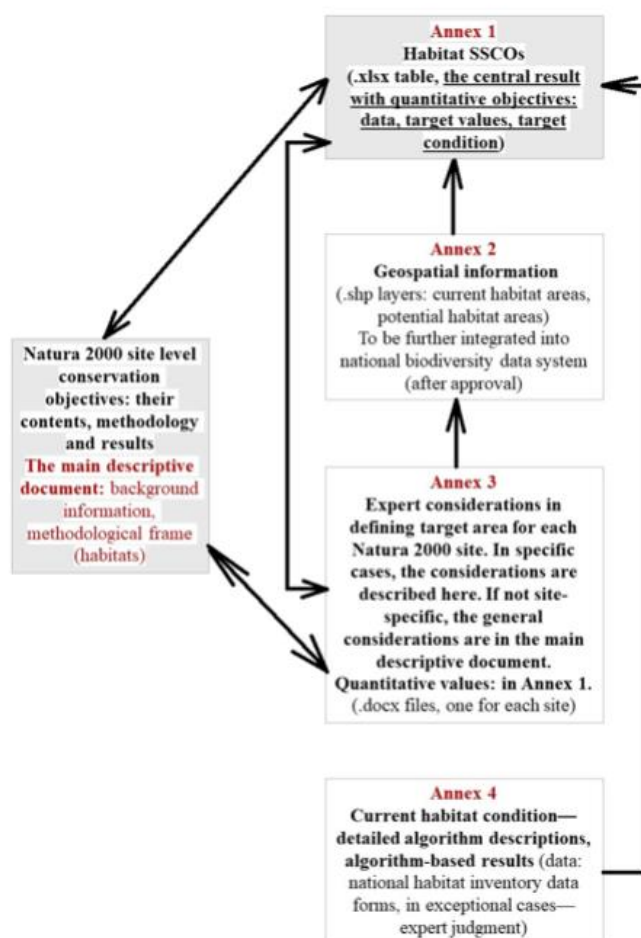 Annex 1
Habitat SSCOs
(.xlsx table, the central result
with quantitative objectives:
data, target values, target
condition)
Annex 2
Geospatial information
(.shp layers: current habitat areas,
potential habitat areas)
To be further integrated into
national biodiversity data system
(after approval)
Natura 2000 site level
conservation
objectives: their
contents, methodology
and results
The main descriptive
document: background
information,
methodological frame
(habitats)
Annex 3
Expert considerations in
defining target area for each
Natura 2000 site. In specific
cases, the considerations are
described here. If not site-
specific, the general
considerations are in the main
descriptive document.
Quantitative values: in Annex 1.
(.docx files, one for each site)
Annex 4
Current habitat condition—
detailed algorithm descriptions,
algorithm-based results (data:
national habitat inventory data
forms, in exceptional cases—
expert judgment)